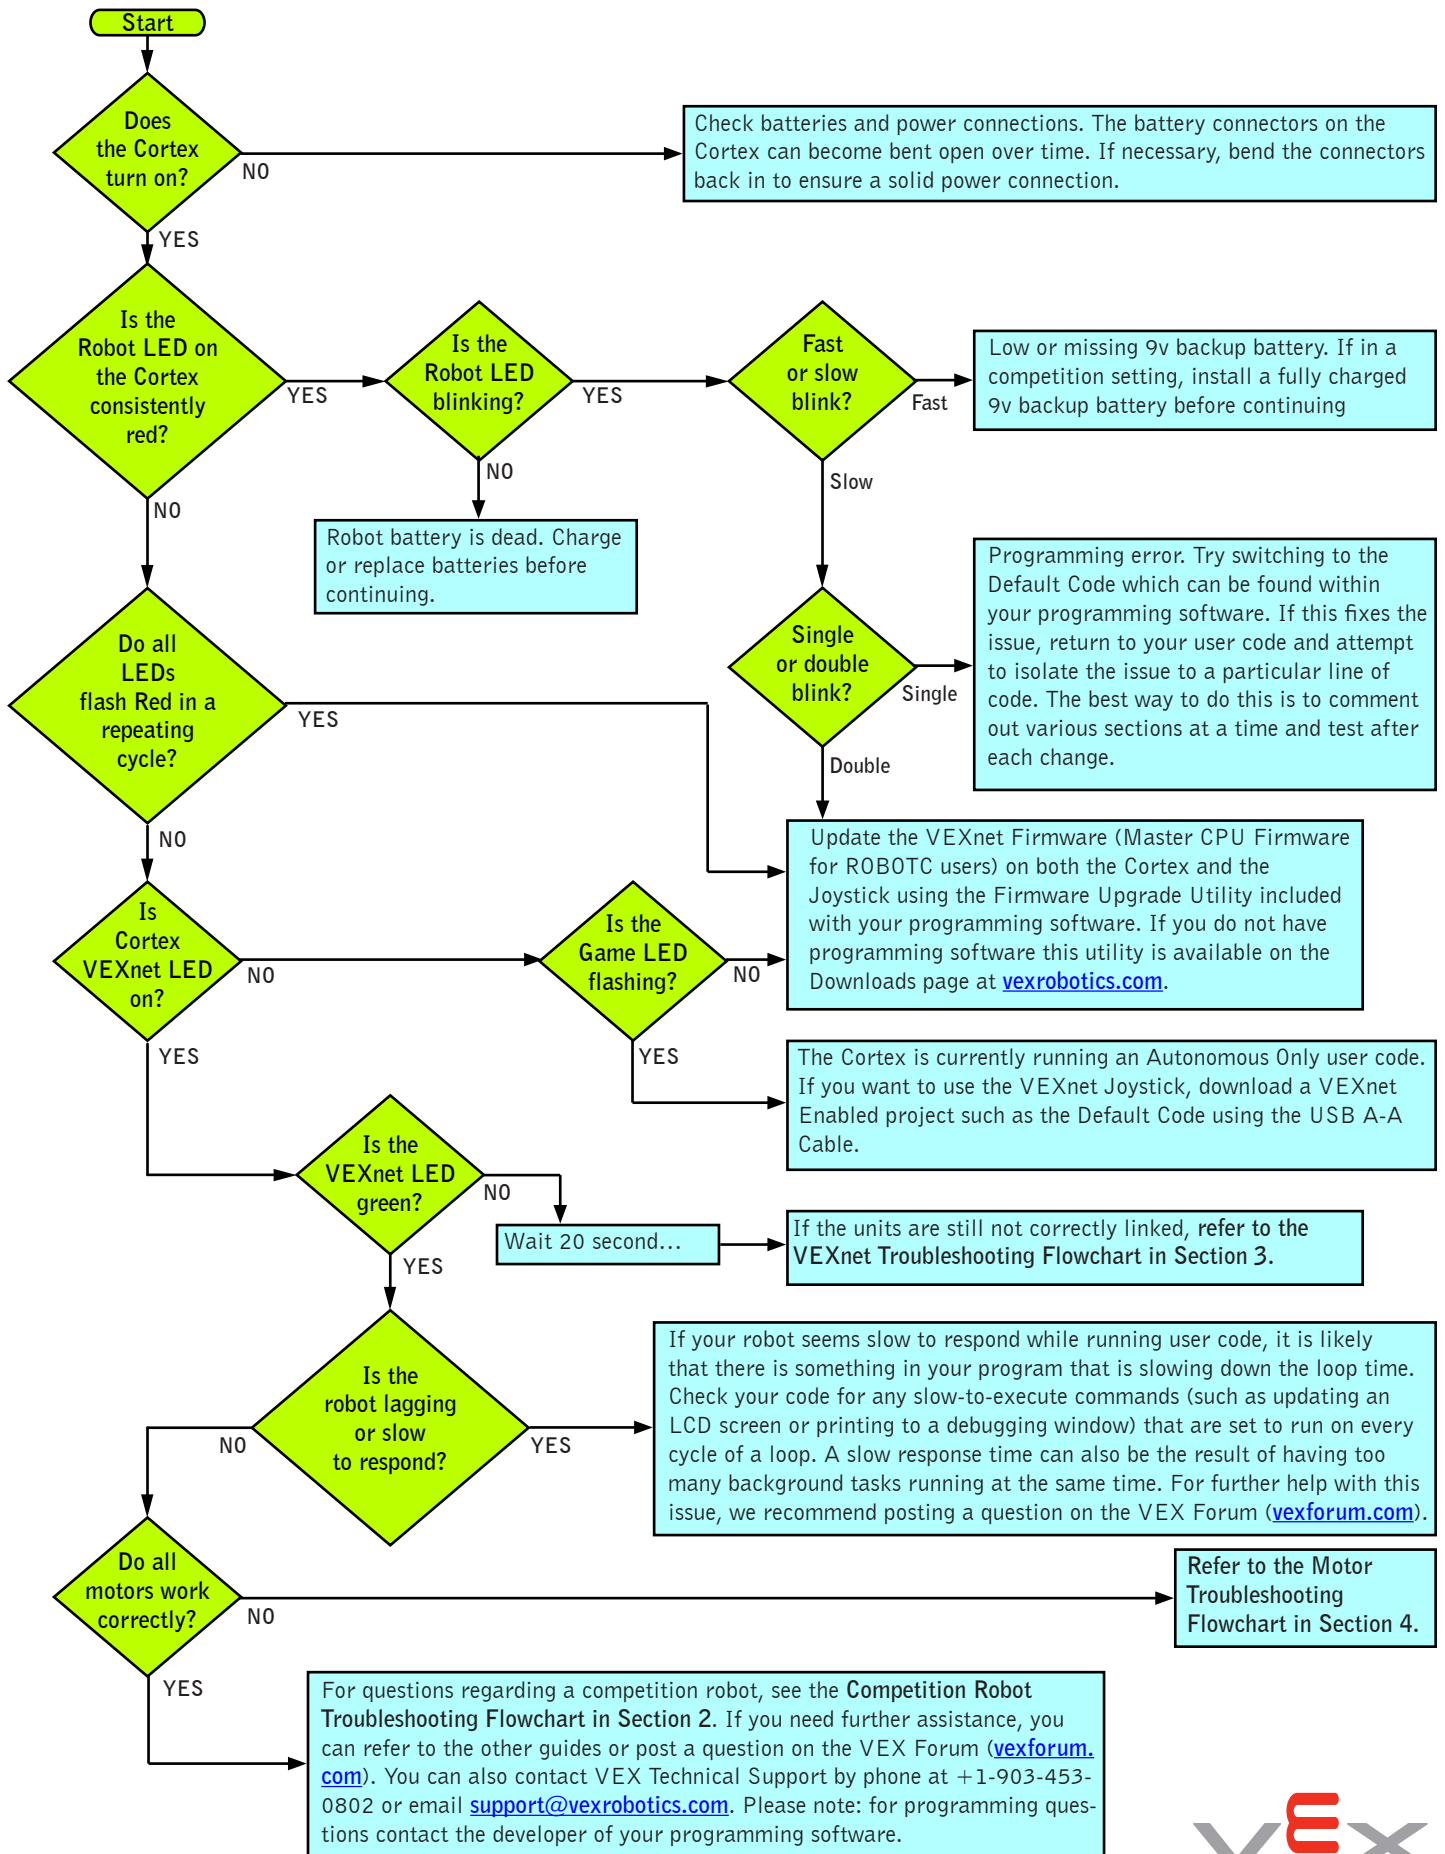 Start
Does
the Cortex
turn on?
NO
Check batteries and power connections. The battery connectors on the
Cortex can become bent open over time. If necessary, bend the connectors
back in to ensure a solid power connection.
YES
Is the
Robot LED on
the Cortex
consistently
red?
YES
Is the
Robot LED
blinking?
YES
Fast
or slow
blink?
Fast
Low or missing 9v backup battery. If in a
competition setting, install a fully charged
9v backup battery before continuing
NO
NO
Slow
Robot battery is dead. Charge
or replace batteries before
continuing.
Do all
LEDs
flash Red in a
repeating
cycle?
YES
Single
or double
blink?
Single
Programming error. Try switching to the
Default Code which can be found within
your programming software. If this fixes the
issue, return to your user code and attempt
to isolate the issue to a particular line of
code. The best way to do this is to comment
out various sections at a time and test after
each change.
Double
NO
Update the VEXnet Firmware (Master CPU Firmware
for ROBOTC users) on both the Cortex and the
Joystick using the Firmware Upgrade Utility included
with your programming software. If you do not have
programming software this utility is available on the
Downloads page at vexrobotics.com.
Is
Cortex
VEXnet LED
on?
NO
Is the
Game LED
flashing?
NO
YES
YES
The Cortex is currently running an Autonomous Only user code.
If you want to use the VEXnet Joystick, download a VEXnet
Enabled project such as the Default Code using the USB A-A
Cable.
Is the
VEXnet LED
green?
NO
Wait 20 second...
If the units are still not correctly linked, refer to the
VEXnet Troubleshooting Flowchart in Section 3.
YES
Is the
robot lagging
or slow
to respond?
NO
YES
If your robot seems slow to respond while running user code, it is likely
that there is something in your program that is slowing down the loop time.
Check your code for any slow-to-execute commands (such as updating an
LCD screen or printing to a debugging window) that are set to run on every
cycle of a loop. A slow response time can also be the result of having too
many background tasks running at the same time. For further help with this
issue, we recommend posting a question on the VEX Forum (vexforum.com).
Do all
motors work
correctly?
NO
Refer to the Motor
Troubleshooting
Flowchart in Section 4.
YES
For questions regarding a competition robot, see the Competition Robot
Troubleshooting Flowchart in Section 2. If you need further assistance, you
can refer to the other guides or post a question on the VEX Forum (vexforum.
com). You can also contact VEX Technical Support by phone at +1-903-453-
0802 or email support@vexrobotics.com. Please note: for programming ques-
tions contact the developer of your programming software.
VEX